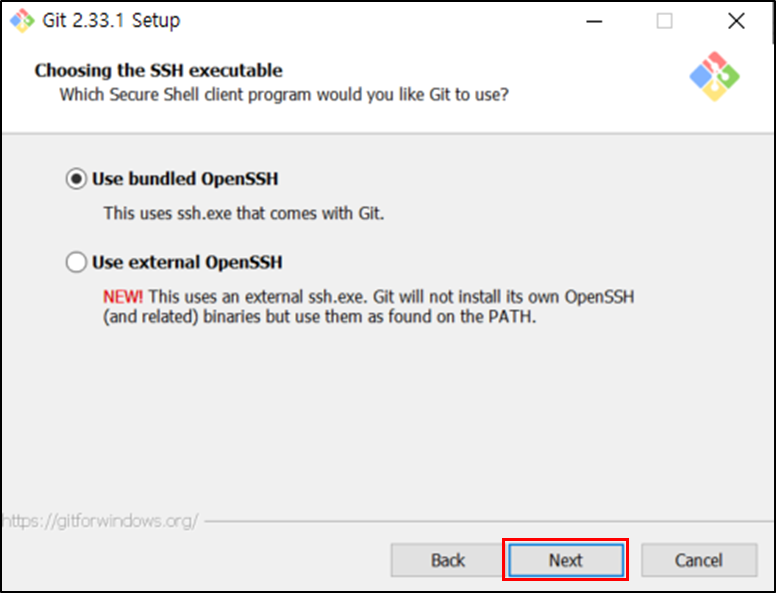 Git 2.33.1 Setup
Choosing the SSH executable
Which Secure Shell client program would you like Git to use?
Use bundled OpenSSH
This uses ssh.exe that comes with Git.
Use external OpenSSH
NEW! This uses an external ssh.exe. Git will not install its own OpenSSH
(and related) binaries but use them as found on the PATH.
https://gitforwindows.org/
Back
Next
Cancel